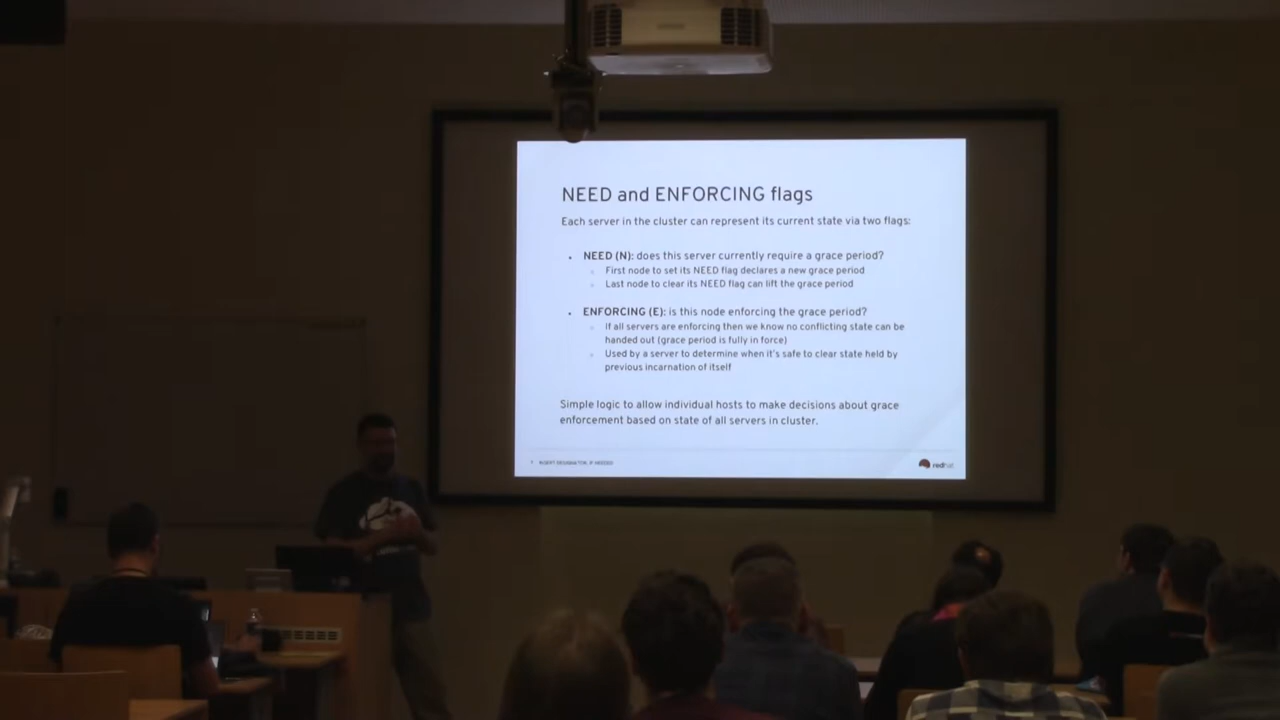 NEED and ENFORCING flags
Each server in the cluster can represent its current state via two flags:
• NEED (N): does this server currently require a grace period?
First node to set its NEED flag declares a new grace period
Last node to clear its NEED flag can lift the grace period
• ENFORCING (E): is this node enforcing the grace period?
If all servers are enforcing then we know no conflicting state can be
handed out (grace period is fully in force)
Used by a server to determine when it's safe to clear state held by
previous incarnation of itself
Simple logic to allow individual hosts to make decisions about grace
enforcement based on state of all servers in cluster.
INSERT DESIGNATOR, IF NEEDED
redhat